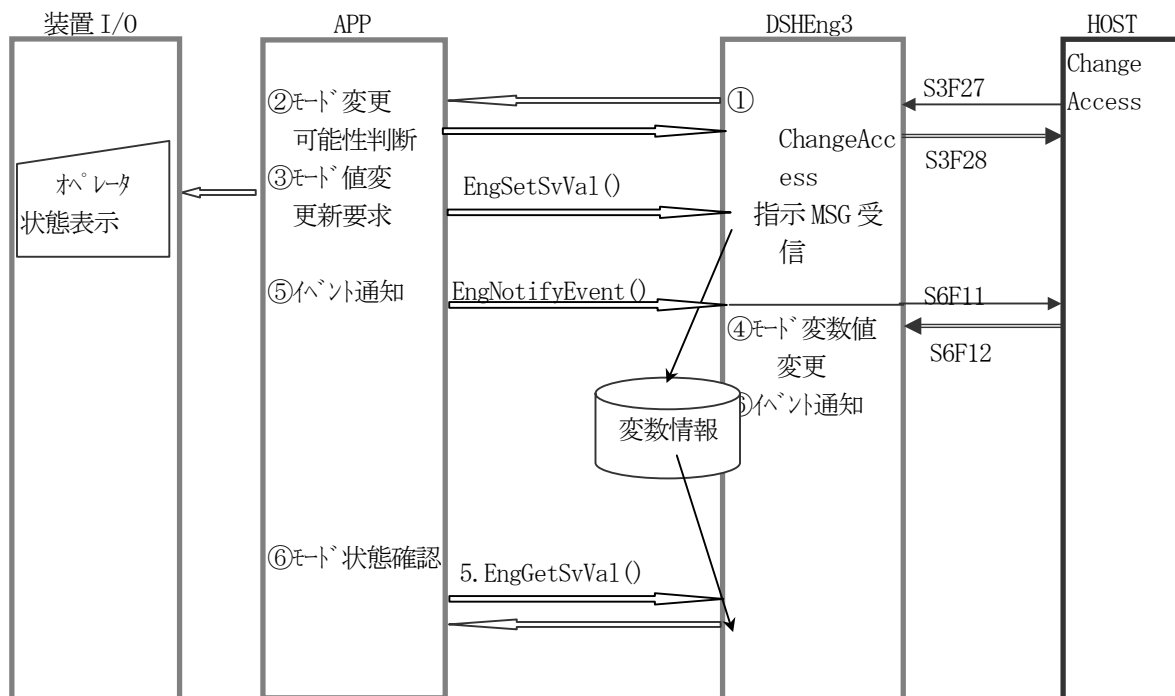 装置 I/O
APP
DSHEng3
HOST
②ﾓｰﾄﾞ変更
可能性判断
③ﾓｰﾄﾞ値変
更新要求
ｵﾍﾟﾚｰﾀ
状態表示
EngSetSvVal()
①
ChangeAcc
ess
指示 MSG 受
信
S3F27
S3F28
Change
Access
⑤ｲﾍﾞﾝﾄ通知
EngNotifyEvent()
S6F11
S6F12
④ﾓｰﾄﾞ変数値
変更
ｲﾍﾞﾝﾄ通知
変数情報
⑥ﾓｰﾄﾞ状態確認
5.EngGetSvVal()